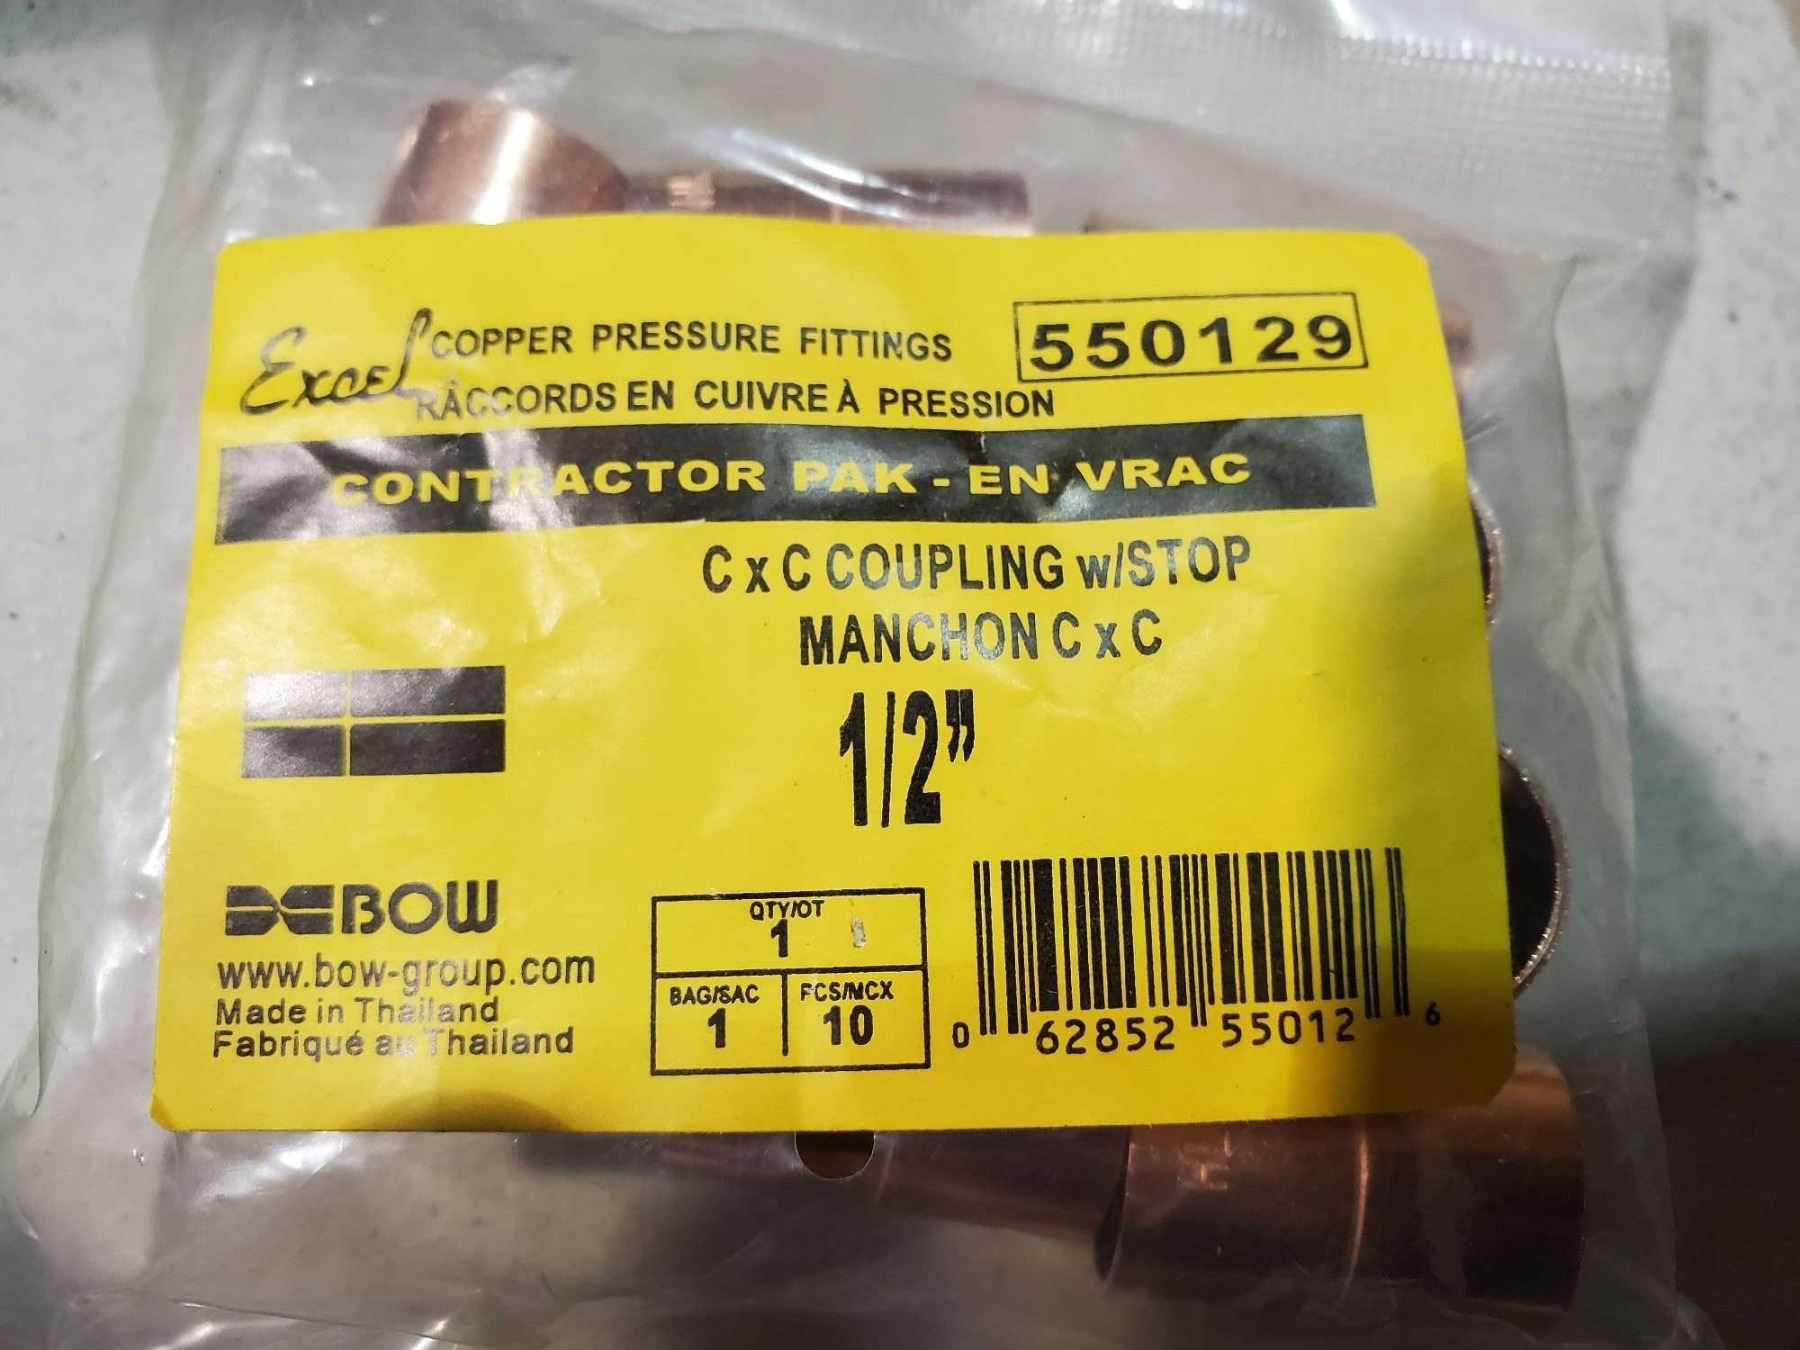 Excel COPPER PRESSURE FITTINGS
RÂCCORDS EN CUIVRE À PRESSION
550129
CONTRACTOR PAK - EN VRAC
C x C COUPLING w/STOP
MANCHON C x C
1/2"
BOW
www.bow-group.com
Made in Thailand
Fabriqué au Thailand
QTY/OT
1
BAG/SAC
1
PCS/MCX
10
0 62852 55012 6